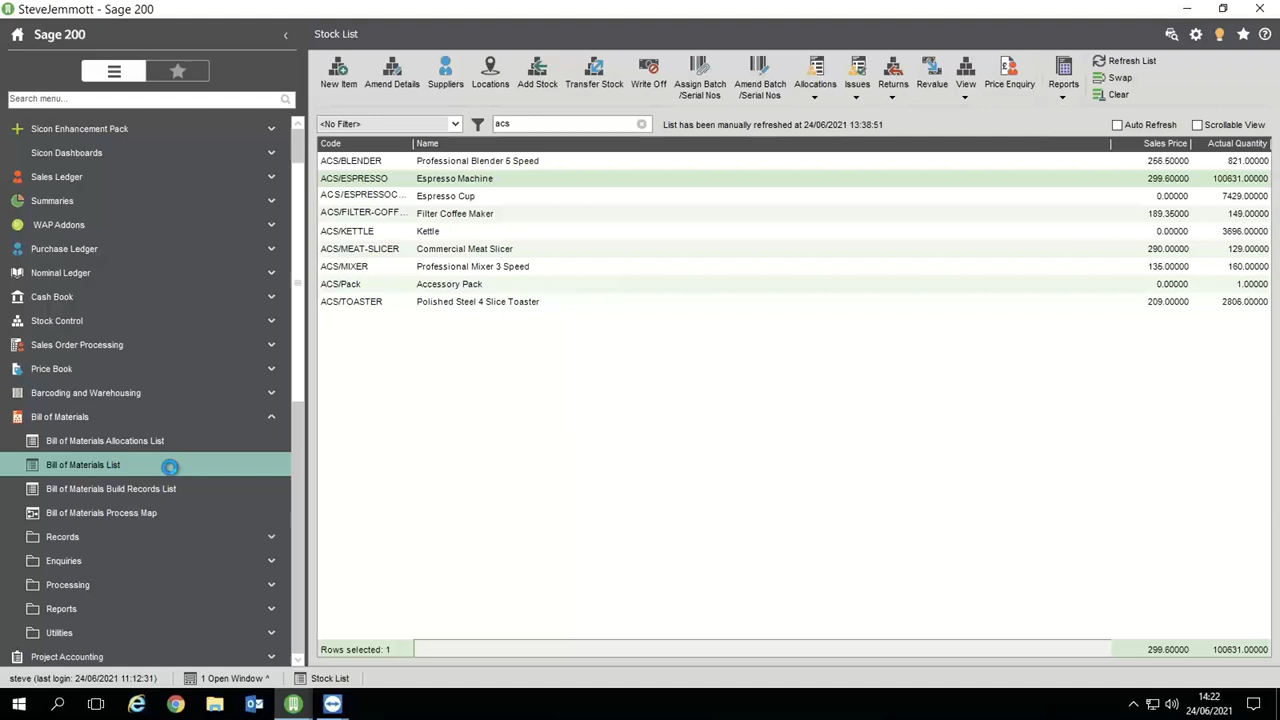 SteveJemmott - Sage 200
Sage 200
Stock List
New Item
Amend Details
Suppliers
Locations
Add Stock
Transfer Stock
Write Off
Assign Batch
/Serial Nos
Amend Batch
/Serial Nos
Allocations
Issues
Returns
Revalue
View
Price Enquiry
Reports
Refresh List
Swap
Clear
Search menu...
<No Filter>
acs
List has been manually refreshed at 24/06/2021 13:38:51
Auto Refresh
Scrollable View
Code Name Sales Price Actual Quantity
ACS/BLENDER Professional Blender 5 Speed 256.50000 821.00000
ACS/ESPRESSO Espresso Machine 299.60000 100631.00000
ACS/ESPRESSOC... Espresso Cup 0.00000 7429.00000
ACS/FILTER-COFF... Filter Coffee Maker 189.35000 149.00000
ACS/KETTLE Kettle 0.00000 3696.00000
ACS/MEAT-SLICER Commercial Meat Slicer 290.00000 129.00000
ACS/MIXER Professional Mixer 3 Speed 135.00000 160.00000
ACS/Pack Accessory Pack 0.00000 1.00000
ACS/TOASTER Polished Steel 4 Slice Toaster 209.00000 2806.00000
Rows selected: 1 299.60000 100631.00000
Sicon Enhancement Pack
Sicon Dashboards
Sales Ledger
Summaries
WAP Addons
Purchase Ledger
Nominal Ledger
Cash Book
Stock Control
Sales Order Processing
Price Book
Barcoding and Warehousing
Bill of Materials
Bill of Materials Allocations List
Bill of Materials List
Bill of Materials Build Records List
Bill of Materials Process Map
Records
Enquiries
Processing
Reports
Utilities
Project Accounting
steve (last login: 24/06/2021 11:12:31)
1 Open Window ^
Stock List
14:22
24/06/2021